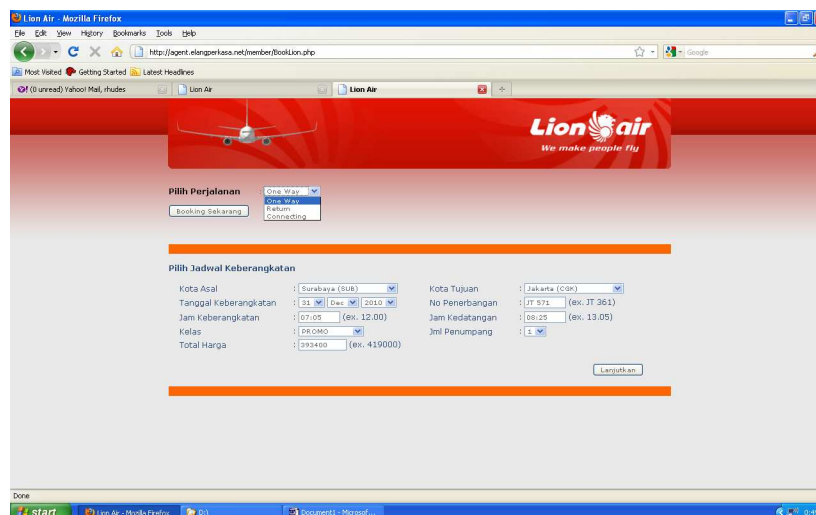 Lion Air - Mozilla Firefox
File Edit View History Bookmarks Tools Help
http://agent.elangperkasa.net/member/BookLion.php
Google
Most Visited Getting Started Latest Headlines
(0 unread) Yahoo! Mail, rhudes
Lion Air
Lion Air
Lion air
We make people fly
Pilih Perjalanan : One Way
One Way
Return
Connecting
Booking Sekarang
Pilih Jadwal Keberangkatan
Kota Asal : Surabaya (SUB) Kota Tujuan : Jakarta (CGK)
Tanggal Keberangkatan : 31 Dec 2010 No Penerbangan : JT 571 (ex. JT 361)
Jam Keberangkatan : 07:05 (ex. 12.00) Jam Kedatangan : 08:25 (ex. 13.05)
Kelas : PROMO Jml Penumpang : 1
Total Harga : 393400 (ex. 419000)
Lanjutkan
Done
start Lion Air - Mozilla Firefox D:\ Document1 - Microsof...